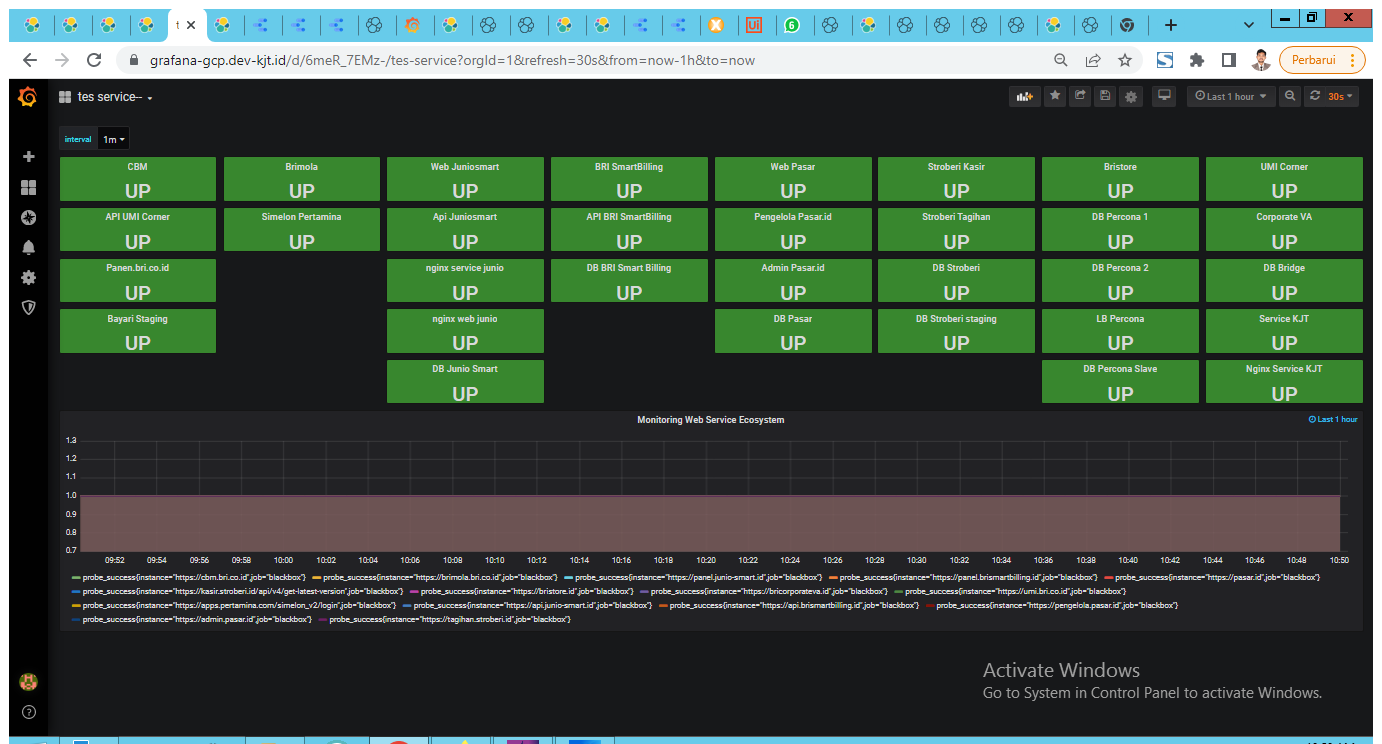 t ×
6
grafana-gcp.dev-kjt.id/d/6meR_7EMz-/tes-service?orgId=1&refresh=30s&from=now-1h&to=now
Perbarui
tes service--
Last 1 hour 30s
interval 1m
CBM Brimola Web Juniosmart BRI SmartBilling Web Pasar Stroberi Kasir Bristore UMI Corner
UP UP UP UP UP UP UP UP
API UMI Corner Simelon Pertamina Api Juniosmart API BRI SmartBilling Pengelola Pasar.id Stroberi Tagihan DB Percona 1 Corporate VA
UP UP UP UP UP UP UP UP
Panen.bri.co.id nginx service junio DB BRI Smart Billing Admin Pasar.id DB Stroberi DB Percona 2 DB Bridge
UP UP UP UP UP UP UP
Bayari Staging nginx web junio DB Pasar DB Stroberi staging LB Percona Service KJT
UP UP UP UP UP UP
DB Junio Smart DB Percona Slave Nginx Service KJT
UP UP UP
Monitoring Web Service Ecosystem Last 1 hour
1.3
1.2
1.1
1.0
0.9
0.8
0.7
09:52 09:54 09:56 09:58 10:00 10:02 10:04 10:06 10:08 10:10 10:12 10:14 10:16 10:18 10:20 10:22 10:24 10:26 10:28 10:30 10:32 10:34 10:36 10:38 10:40 10:42 10:44 10:46 10:48 10:50
probe_success{instance="https://cbm.bri.co.id",job="blackbox"} probe_success{instance="https://brimola.bri.co.id",job="blackbox"} probe_success{instance="https://panel.junio-smart.id",job="blackbox"} probe_success{instance="https://panel.brismartbilling.id",job="blackbox"} probe_success{instance="https://pasar.id",job="blackbox"}
probe_success{instance="https://kasir.stroberi.id/api/v4/get-latest-version",job="blackbox"} probe_success{instance="https://bristore.id",job="blackbox"} probe_success{instance="https://bricorporateva.id",job="blackbox"} probe_success{instance="https://umi.bri.co.id",job="blackbox"}
probe_success{instance="https://apps.pertamina.com/simelon_v2/login",job="blackbox"} probe_success{instance="https://api.junio-smart.id",job="blackbox"} probe_success{instance="https://api.brismartbilling.id",job="blackbox"} probe_success{instance="https://pengelola.pasar.id",job="blackbox"}
probe_success{instance="https://admin.pasar.id",job="blackbox"} probe_success{instance="https://tagihan.stroberi.id",job="blackbox"}
Activate Windows
Go to System in Control Panel to activate Windows.